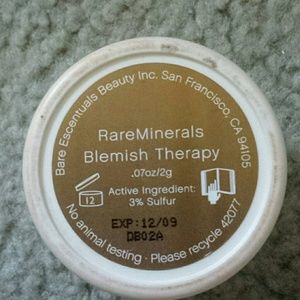 Bare Escentuals Beauty Inc. San Francisco, CA 94105
RareMinerals
Blemish Therapy
.07oz/2g
Active Ingredient:
3% Sulfur
12
EXP:12/09
DB02A
No animal testing · Please recycle 42077